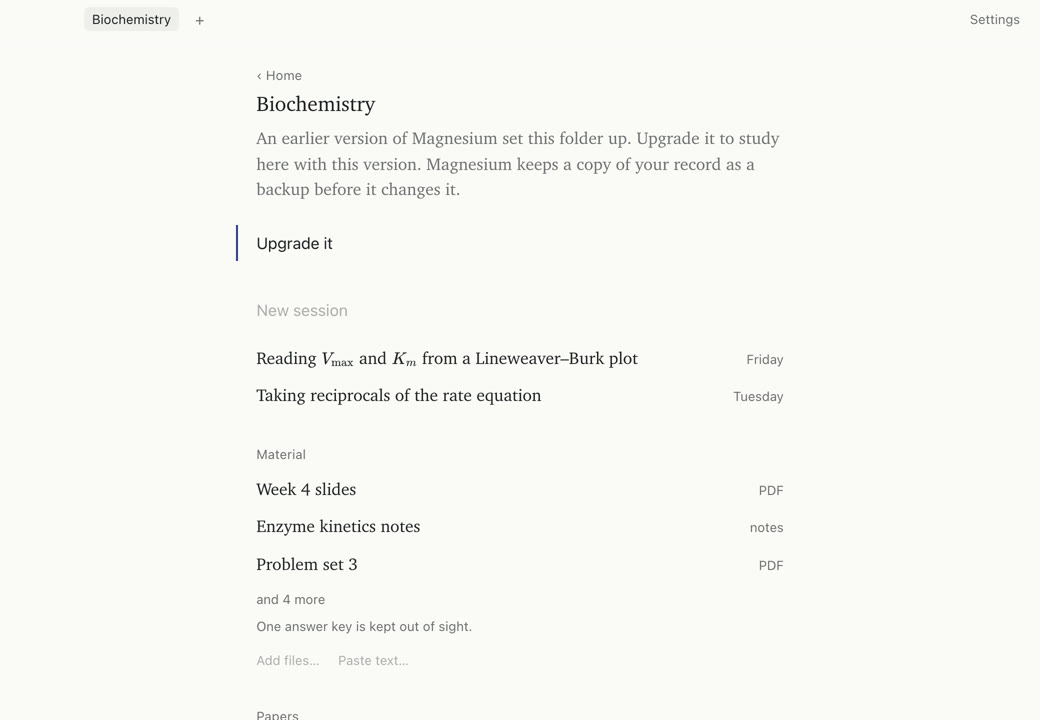 Biochemistry +
Settings
‹ Home
Biochemistry
An earlier version of Magnesium set this folder up. Upgrade it to study
here with this version. Magnesium keeps a copy of your record as a
backup before it changes it.
Upgrade it
New session
Reading Vmax and Km from a Lineweaver–Burk plot Friday
Taking reciprocals of the rate equation Tuesday
Material
Week 4 slides PDF
Enzyme kinetics notes notes
Problem set 3 PDF
and 4 more
One answer key is kept out of sight.
Add files... Paste text...
Papers